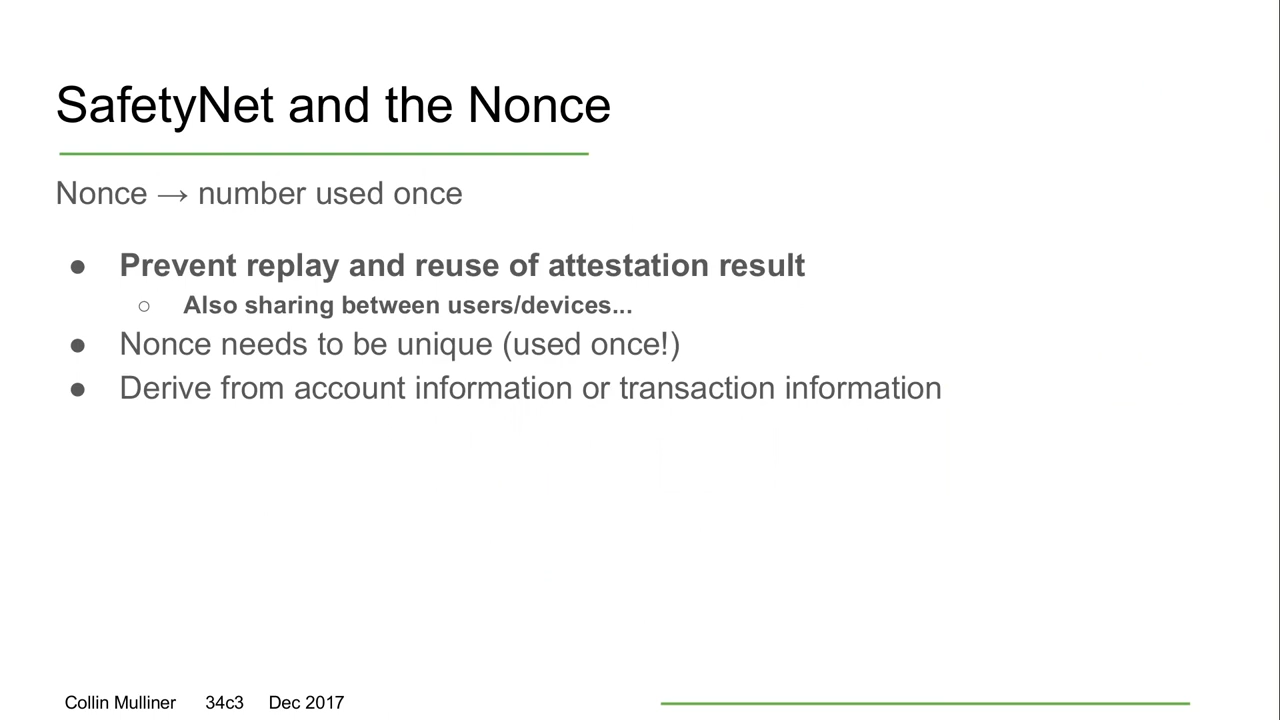 SafetyNet and the Nonce
Nonce → number used once
● Prevent replay and reuse of attestation result
○ Also sharing between users/devices...
● Nonce needs to be unique (used once!)
● Derive from account information or transaction information
Collin Mulliner 34c3 Dec 2017